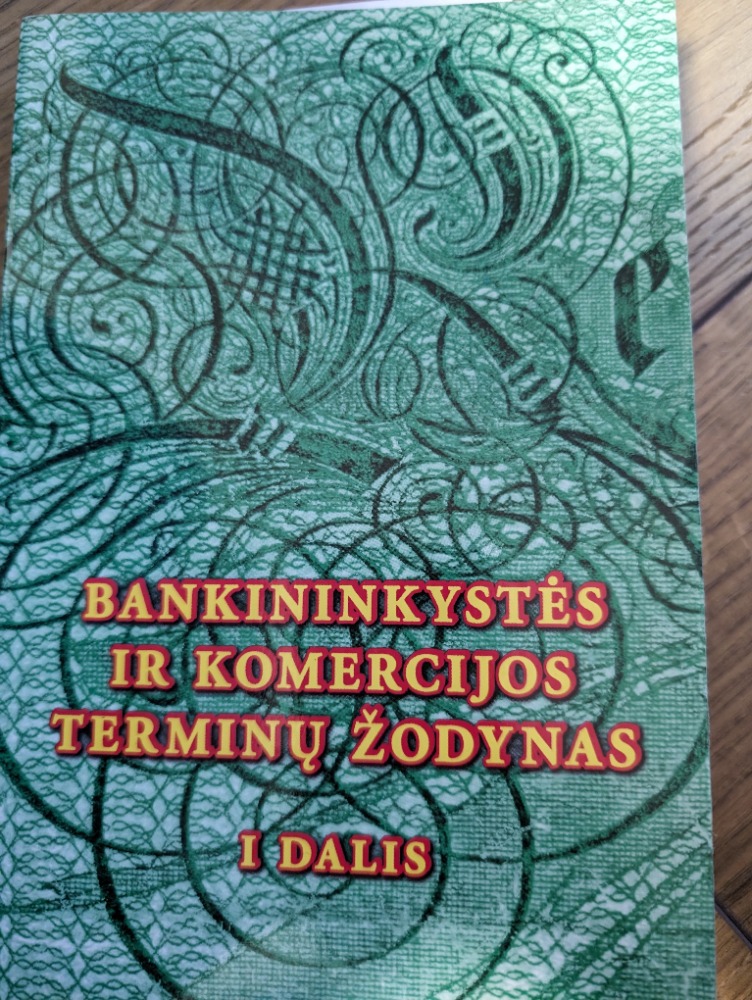 e
BANKININKYSTĖS
IR KOMERCIJOS
TERMINŲ ŽODYNAS
I DALIS